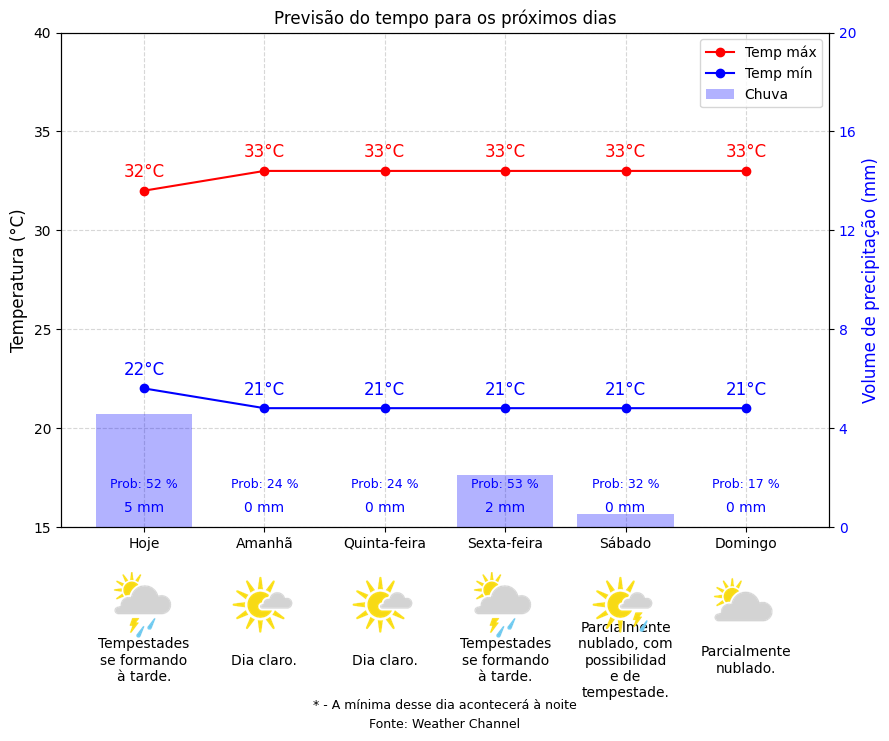 Previsão do tempo para os próximos dias
40
35
30
25
20
15
Temperatura (°C)
20
16
12
8
4
0
Volume de precipitação (mm)
Temp máx
Temp mín
Chuva
32°C
33°C
33°C
33°C
33°C
33°C
22°C
21°C
21°C
21°C
21°C
21°C
Prob: 52 %
Prob: 24 %
Prob: 24 %
Prob: 53 %
Prob: 32 %
Prob: 17 %
5 mm
0 mm
0 mm
2 mm
0 mm
0 mm
Hoje
Amanhã
Quinta-feira
Sexta-feira
Sábado
Domingo
Tempestades
se formando
à tarde.
Dia claro.
Dia claro.
Tempestades
se formando
à tarde.
Parcialmente
nublado, com
possibilidad
e de
tempestade.
Parcialmente
nublado.
* - A mínima desse dia acontecerá à noite
Fonte: Weather Channel